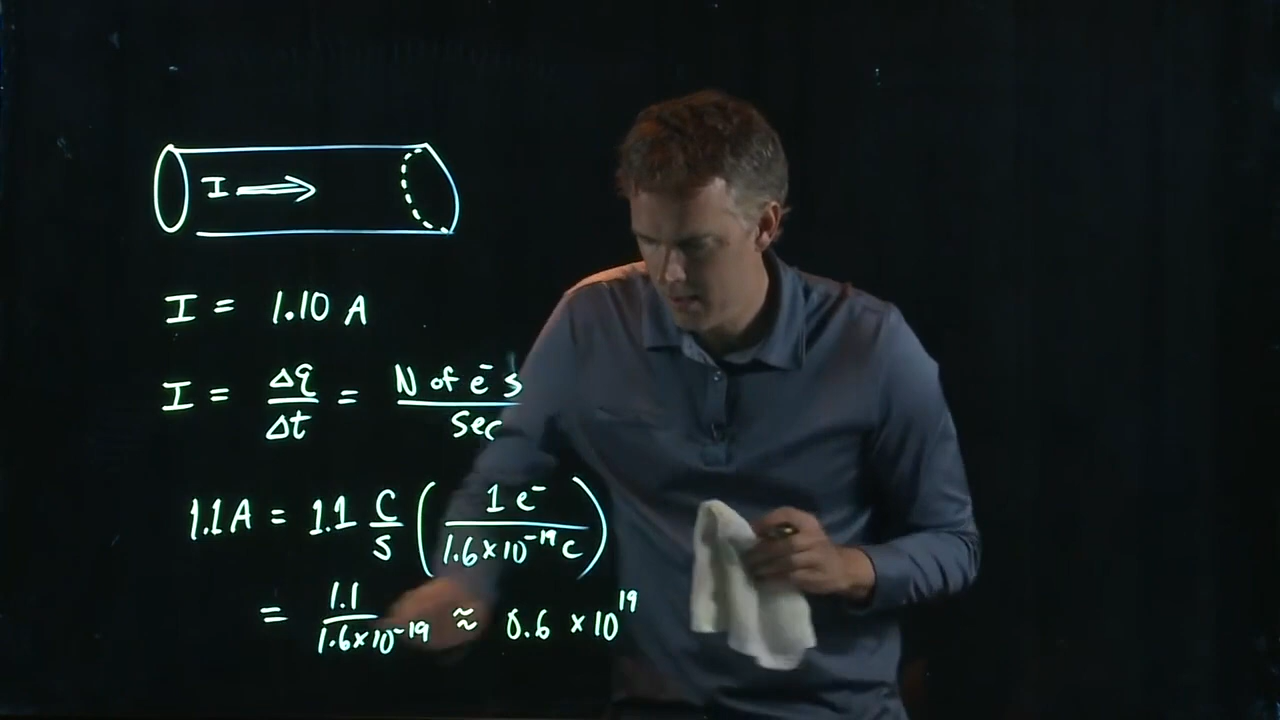 I ⟹
I = 1.10 A
I = Δq/Δt = N of e⁻s/sec
1.1 A = 1.1 C/s (1 e⁻/1.6×10⁻¹⁹ C)
= 1.1/1.6×10⁻¹⁹ ≈ 0.6 ×10¹⁹